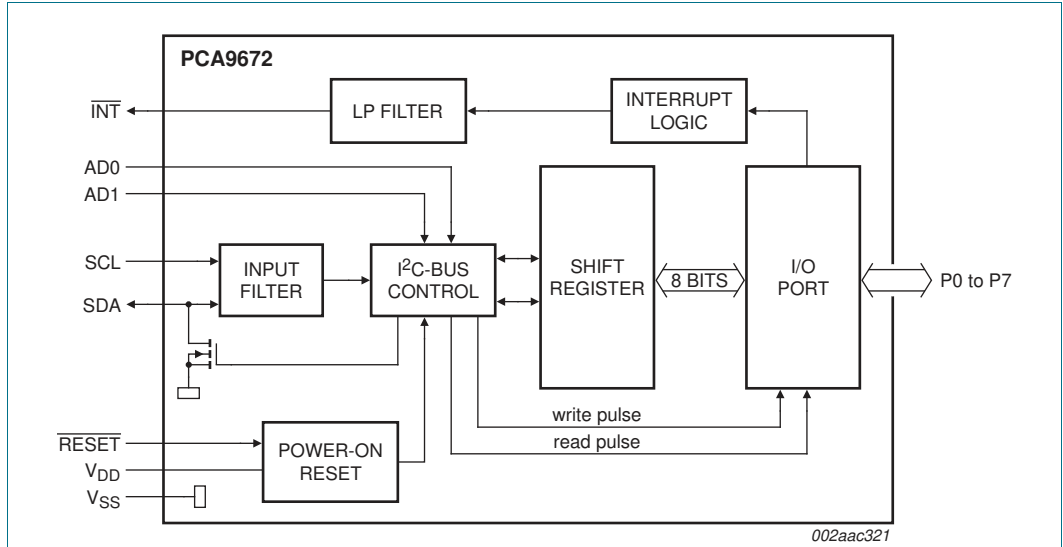 PCA9672
INT
LP FILTER
INTERRUPT
LOGIC
AD0
AD1
SCL
SDA
INPUT
FILTER
I2C-BUS
CONTROL
SHIFT
REGISTER
8 BITS
I/O
PORT
P0 to P7
write pulse
read pulse
RESET
VDD
VSS
POWER-ON
RESET
002aac321